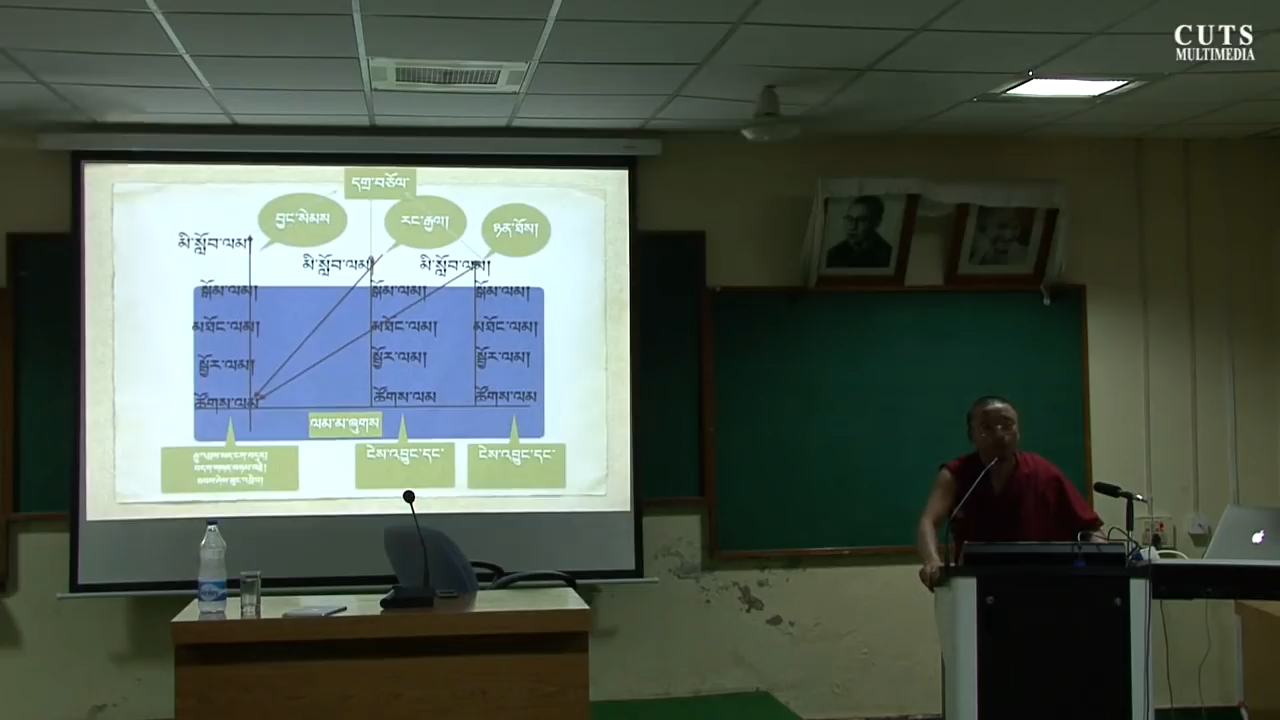 CUTS
MULTIMEDIA
དགྲ་བཅོལ་
བྱང་སེམས
རང་རྒྱལ།
ཉན་ཐོས།
མི་སློབ་ལམ།
མི་སློབ་ལམ།
མི་སློབ་ལམ།
སྒོམ་ལམ།
སྒོམ་ལམ།
སྒོམ་ལམ།
མཐོང་ལམ།
མཐོང་ལམ།
མཐོང་ལམ།
སྦྱོར་ལམ།
སྦྱོར་ལམ།
སྦྱོར་ལམ།
ཚོགས་ལམ
ཚོགས་ལམ
ཚོགས་ལམ
ལམ་མ་ཞུགས
ངེས་འབྱུང་དང་
ངེས་འབྱུང་དང་